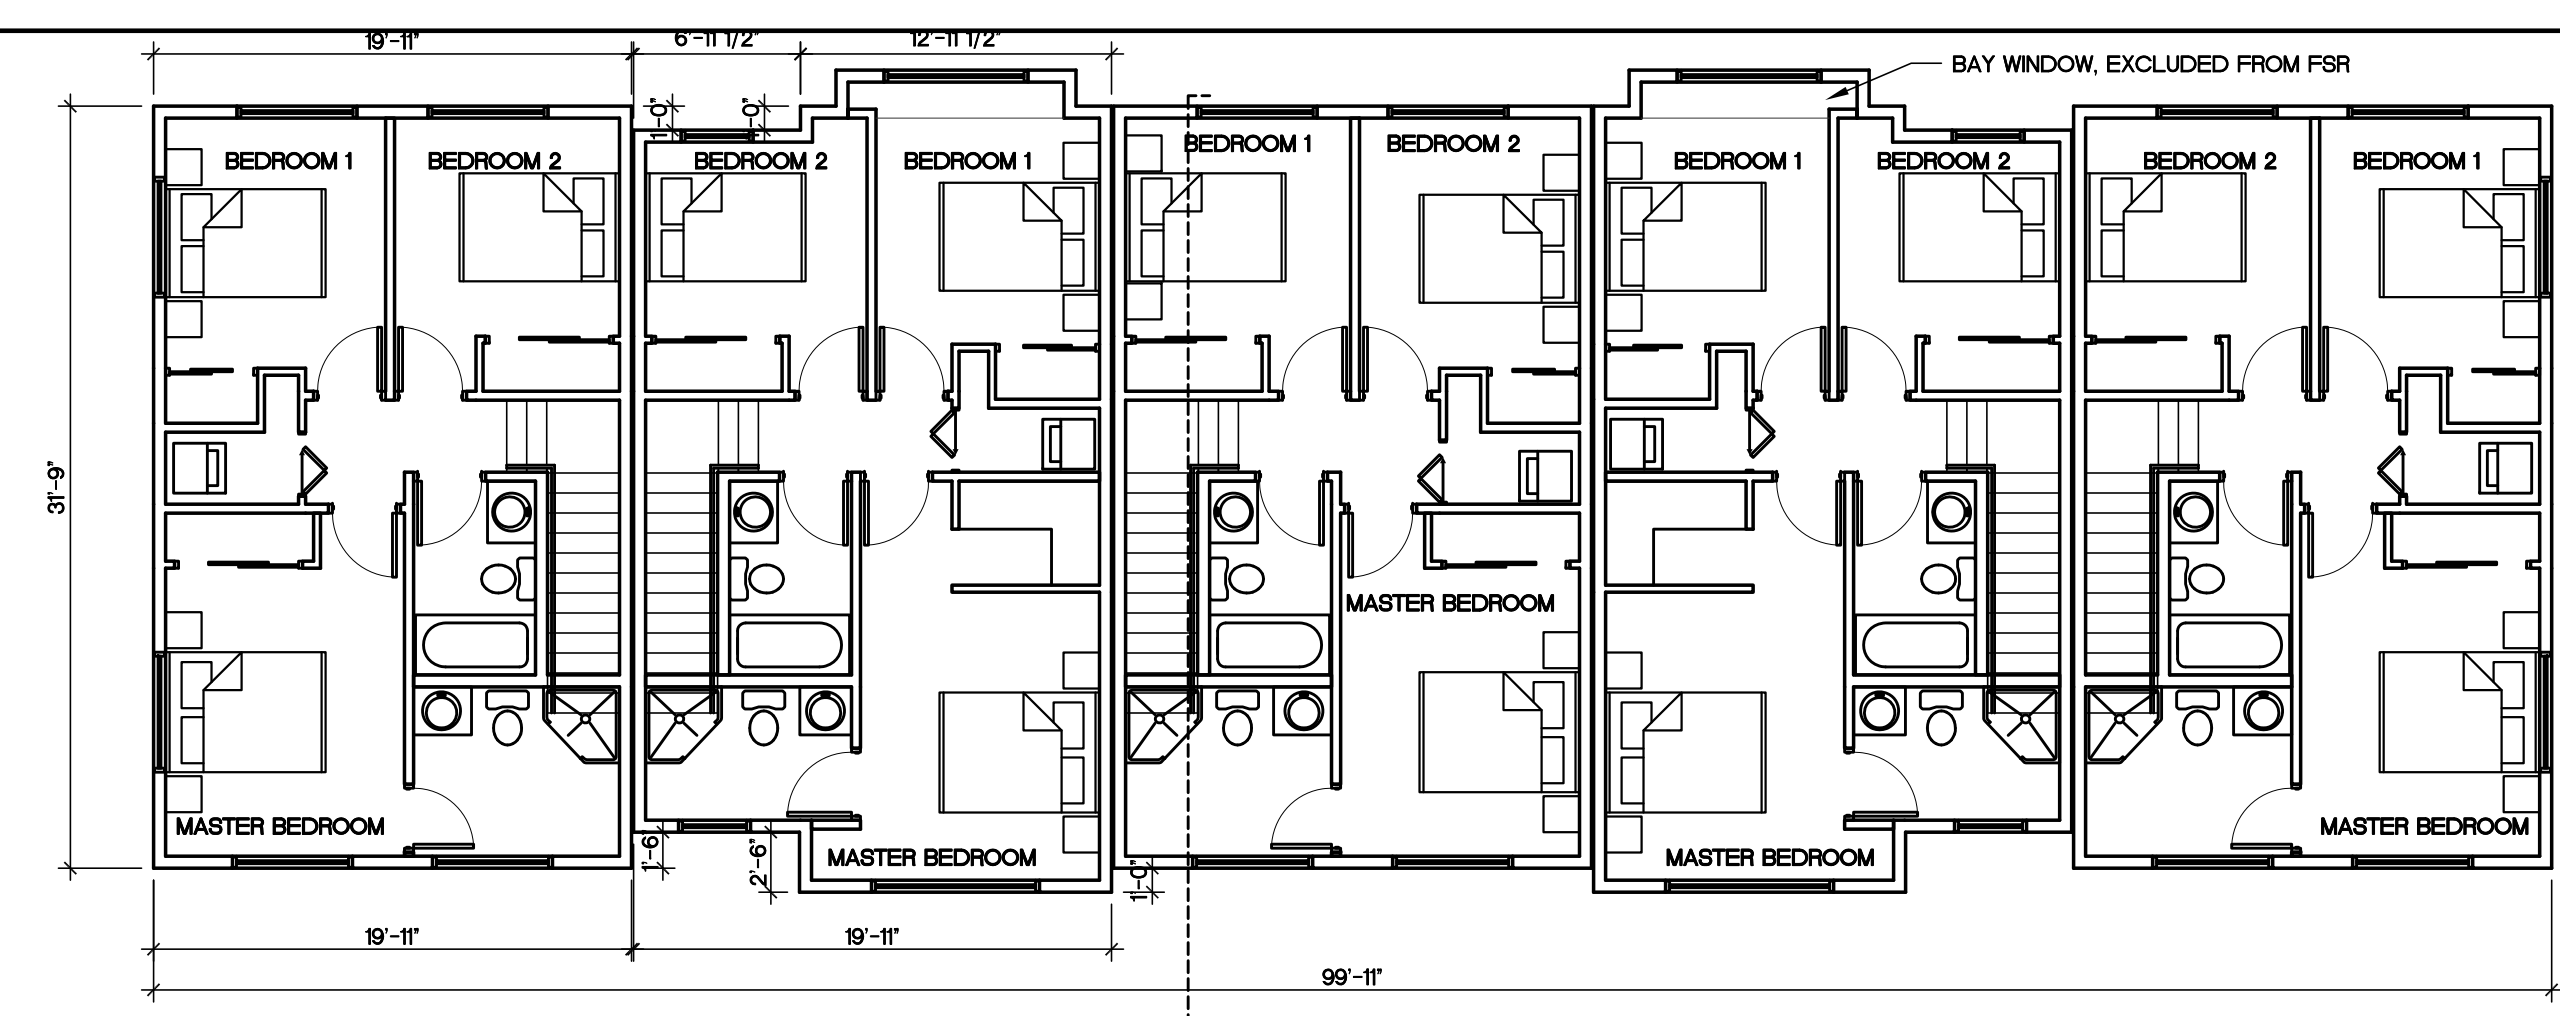 19'-11"
6'-11 1/2"
12'-11 1/2"
BAY WINDOW, EXCLUDED FROM FSR
1'-0"
-0"
BEDROOM 1
BEDROOM 2
BEDROOM 2
BEDROOM 1
BEDROOM 1
BEDROOM 2
BEDROOM 1
BEDROOM 2
BEDROOM 2
BEDROOM 1
31'-9"
MASTER BEDROOM
MASTER BEDROOM
MASTER BEDROOM
MASTER BEDROOM
MASTER BEDROOM
1'-6"
2'-6"
1'-0"
19'-11"
19'-11"
99'-11"